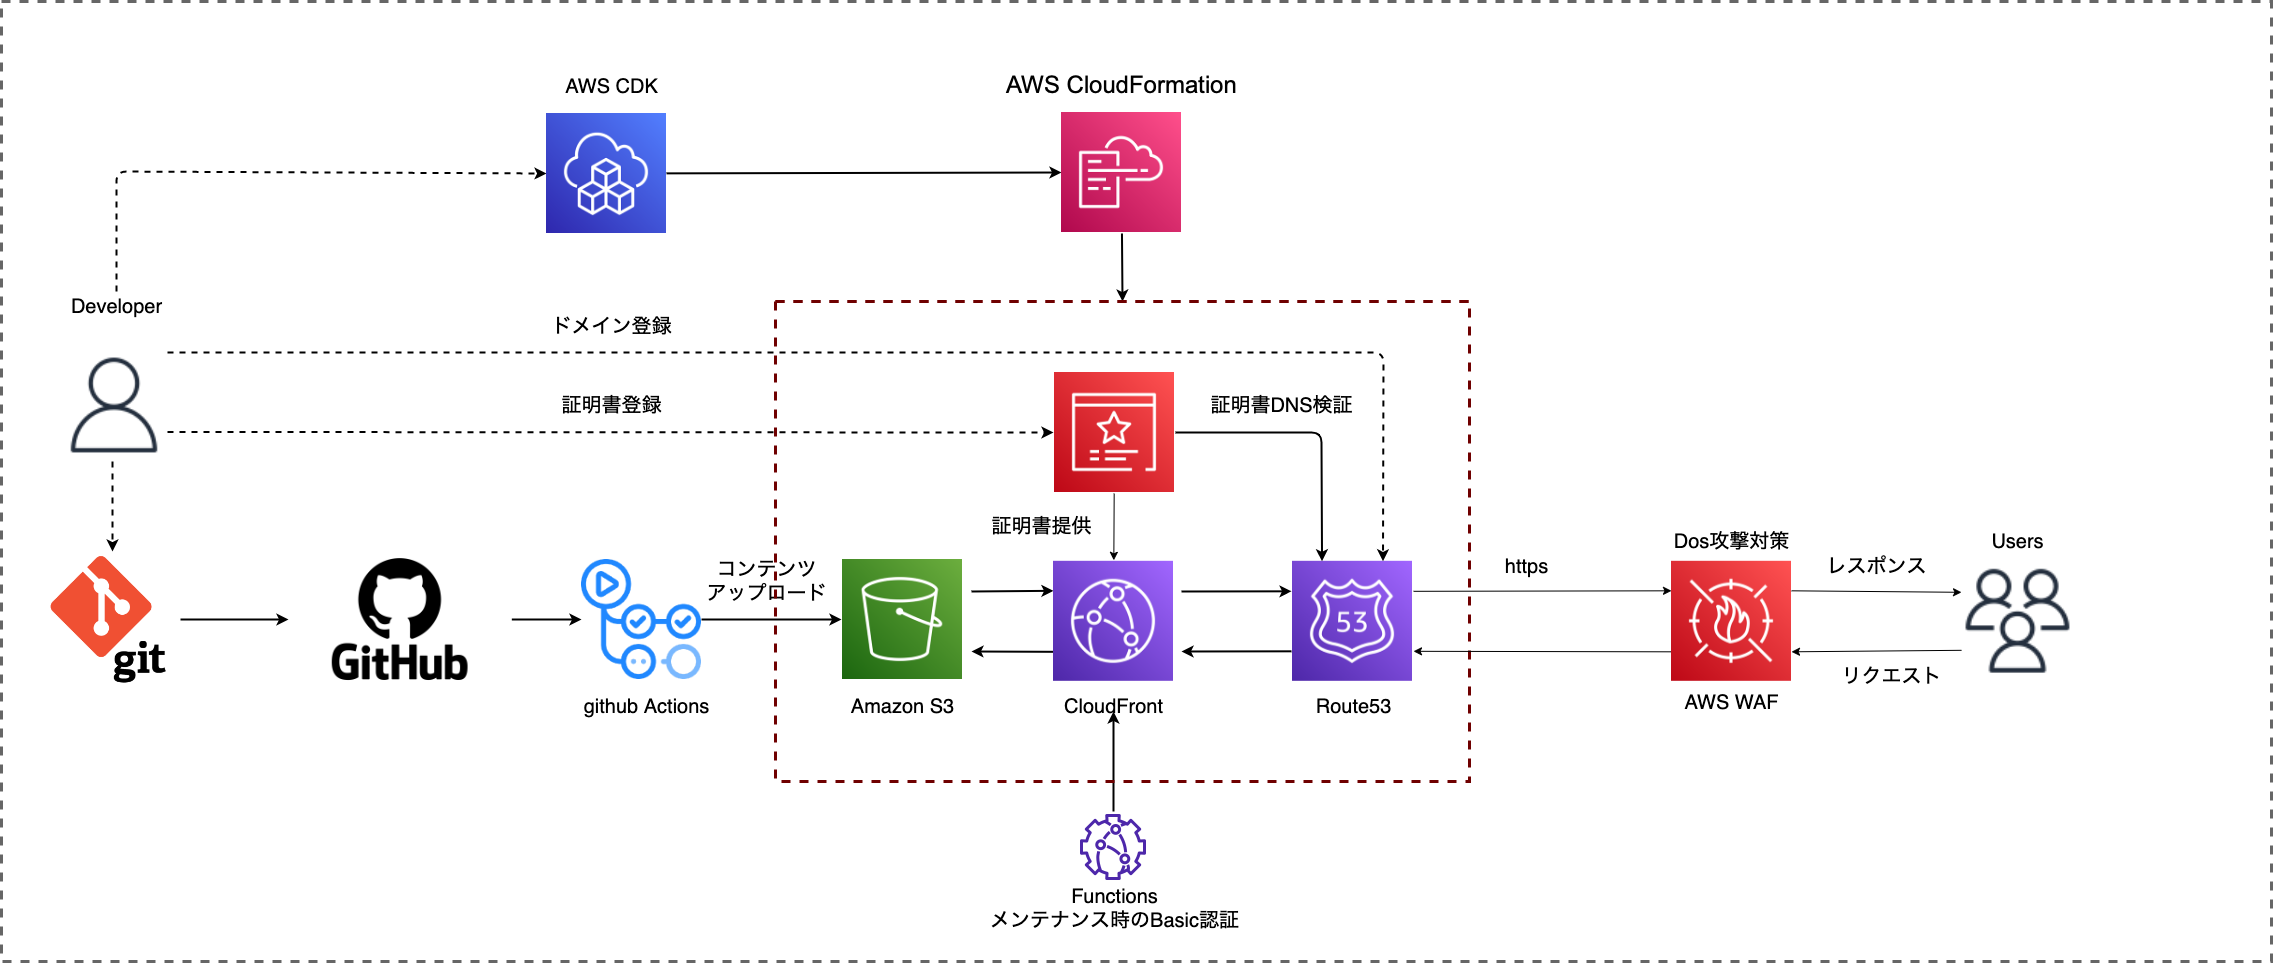 AWS CDK
AWS CloudFormation
Developer
ドメイン登録
証明書登録
証明書DNS検証
証明書提供
コンテンツ
アップロード
https
Dos攻撃対策
レスポンス
Users
53
git
GitHub
github Actions
Amazon S3
CloudFront
Route53
AWS WAF
リクエスト
Functions
メンテナンス時のBasic認証